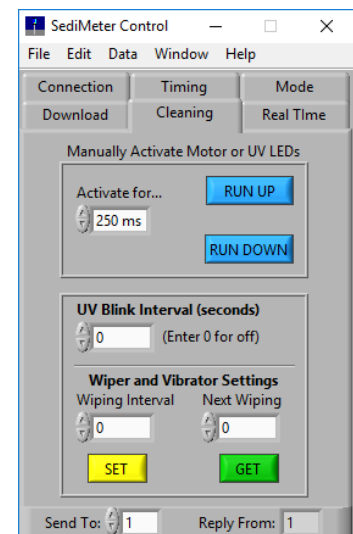 SediMeter Control
File Edit Data Window Help
Connection Timing Mode
Download Cleaning Real TIme
Manually Activate Motor or UV LEDs
Activate for... RUN UP
250 ms
RUN DOWN
UV Blink Interval (seconds)
0 (Enter 0 for off)
Wiper and Vibrator Settings
Wiping Interval Next Wiping
0 0
SET GET
Send To: 1 Reply From: 1